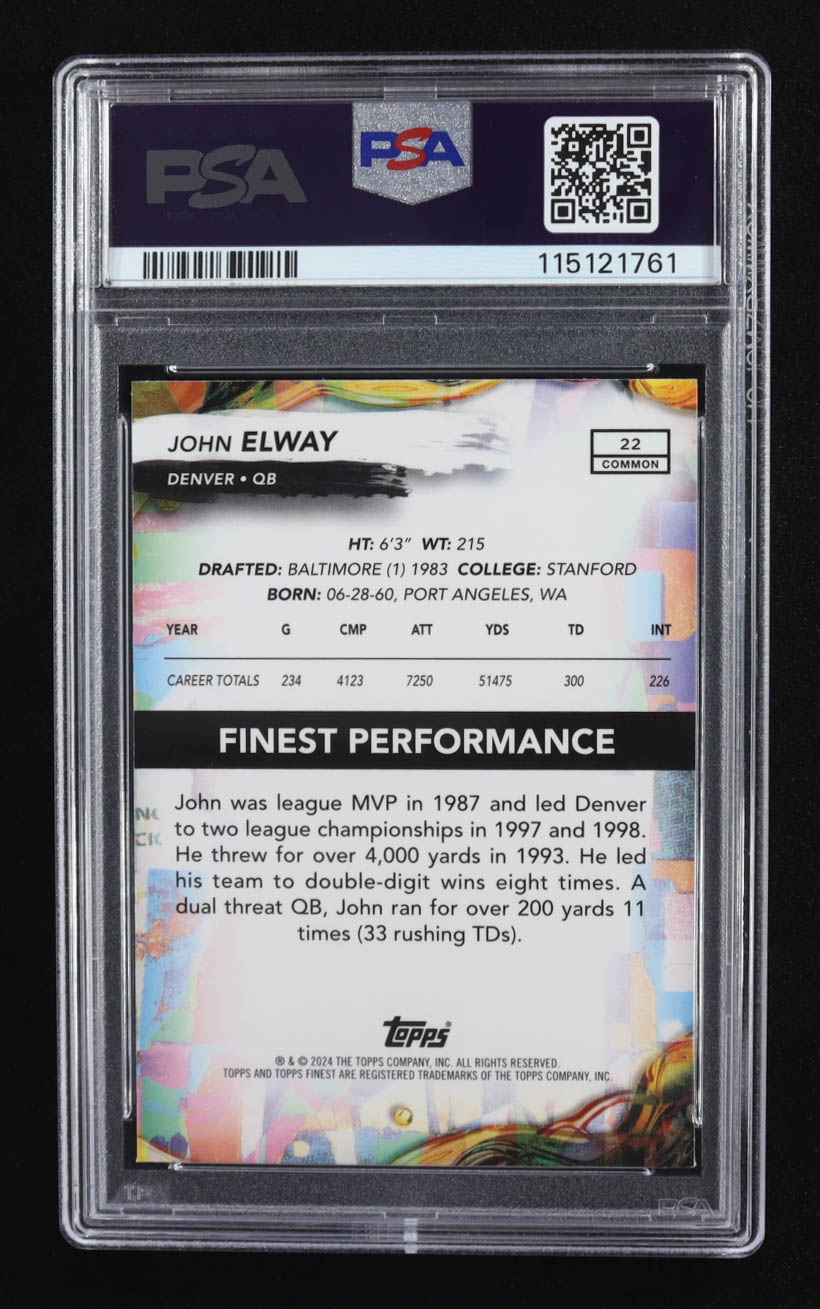 PSA
PSA
115121761
JOHN ELWAY
DENVER • QB
22
COMMON
HT: 6'3" WT: 215
DRAFTED: BALTIMORE (1) 1983 COLLEGE: STANFORD
BORN: 06-28-60, PORT ANGELES, WA
YEAR G CMP ATT YDS TD INT
CAREER TOTALS 234 4123 7250 51475 300 226
FINEST PERFORMANCE
John was league MVP in 1987 and led Denver
to two league championships in 1997 and 1998.
He threw for over 4,000 yards in 1993. He led
his team to double-digit wins eight times. A
dual threat QB, John ran for over 200 yards 11
times (33 rushing TDs).
topps®
® & © 2024 THE TOPPS COMPANY, INC. ALL RIGHTS RESERVED.
TOPPS AND TOPPS FINEST ARE REGISTERED TRADEMARKS OF THE TOPPS COMPANY, INC.
PSA